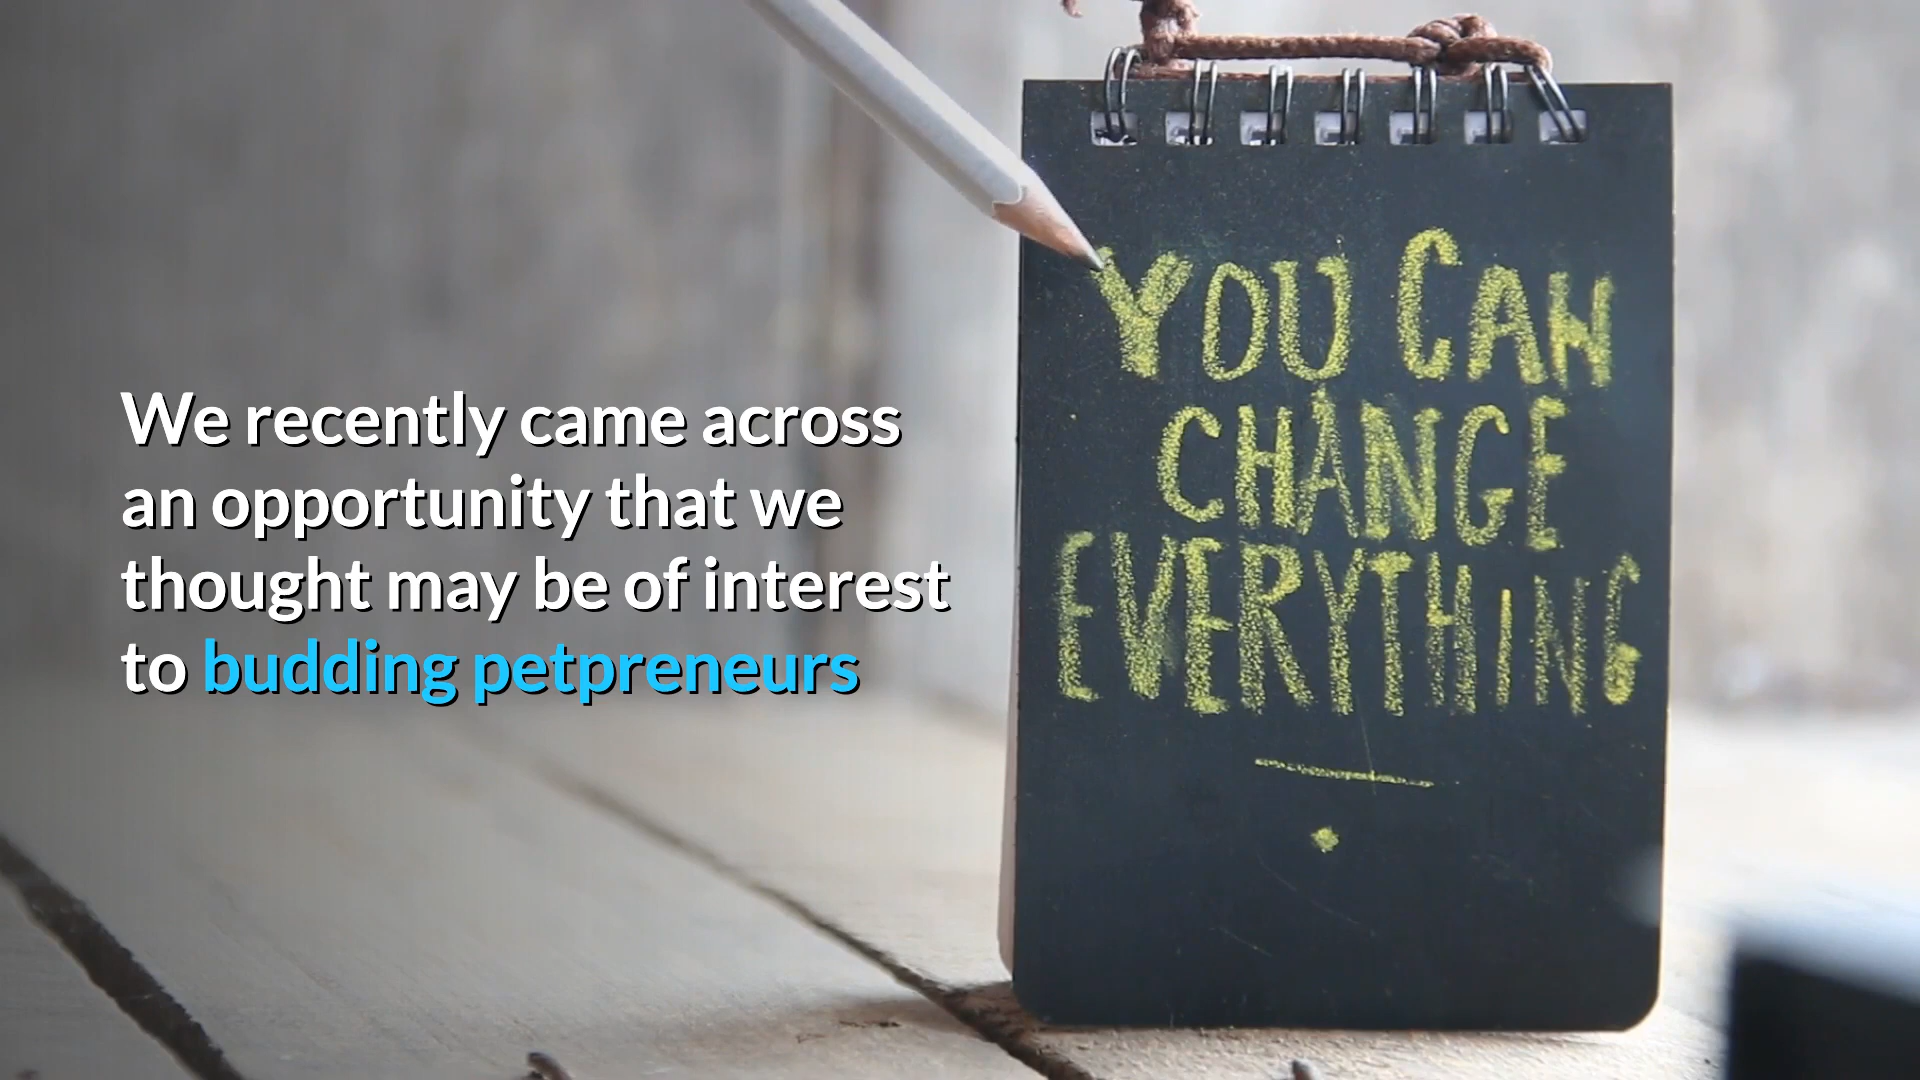 We recently came across
an opportunity that we
thought may be of interest
to budding petpreneurs
YOU CAN
CHANGE
EVERYTHING